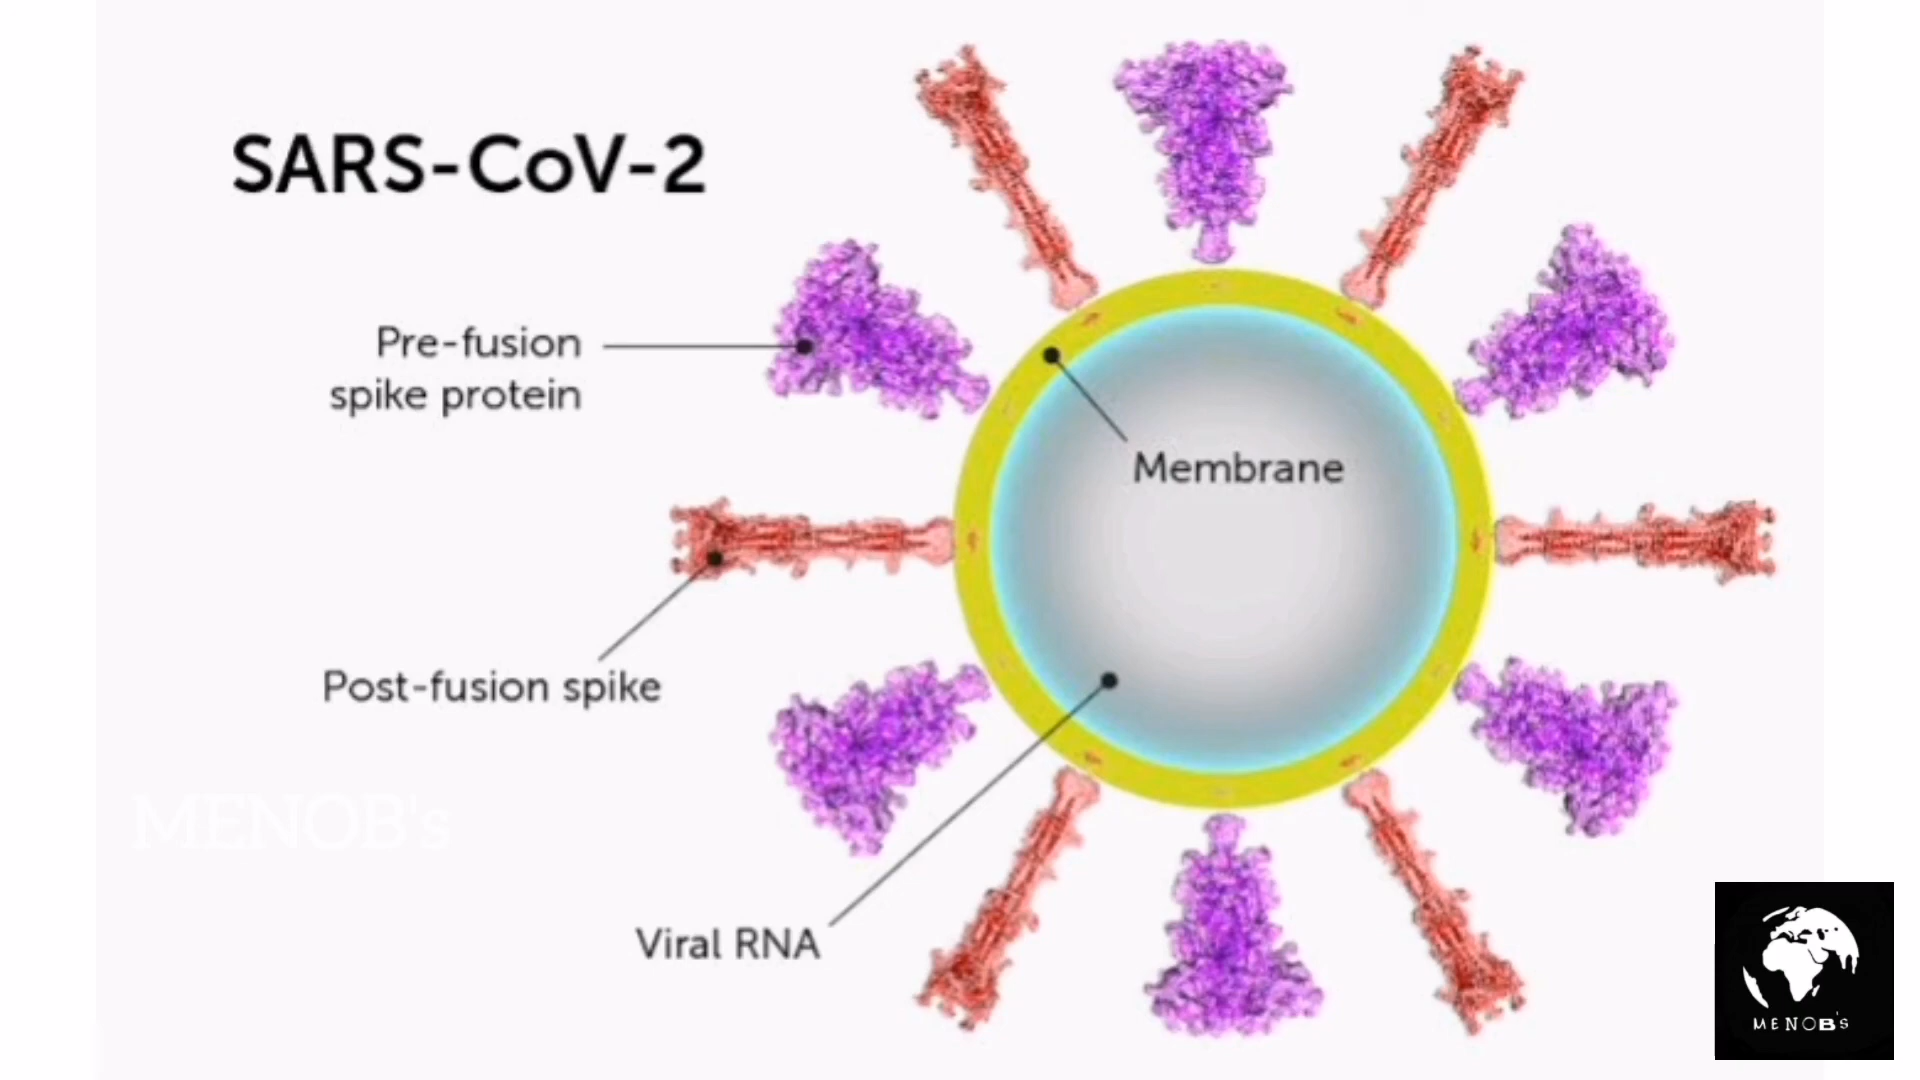 SARS-CoV-2
Pre-fusion
spike protein
Membrane
Post-fusion spike
MENOB's
Viral RNA
MENOB's